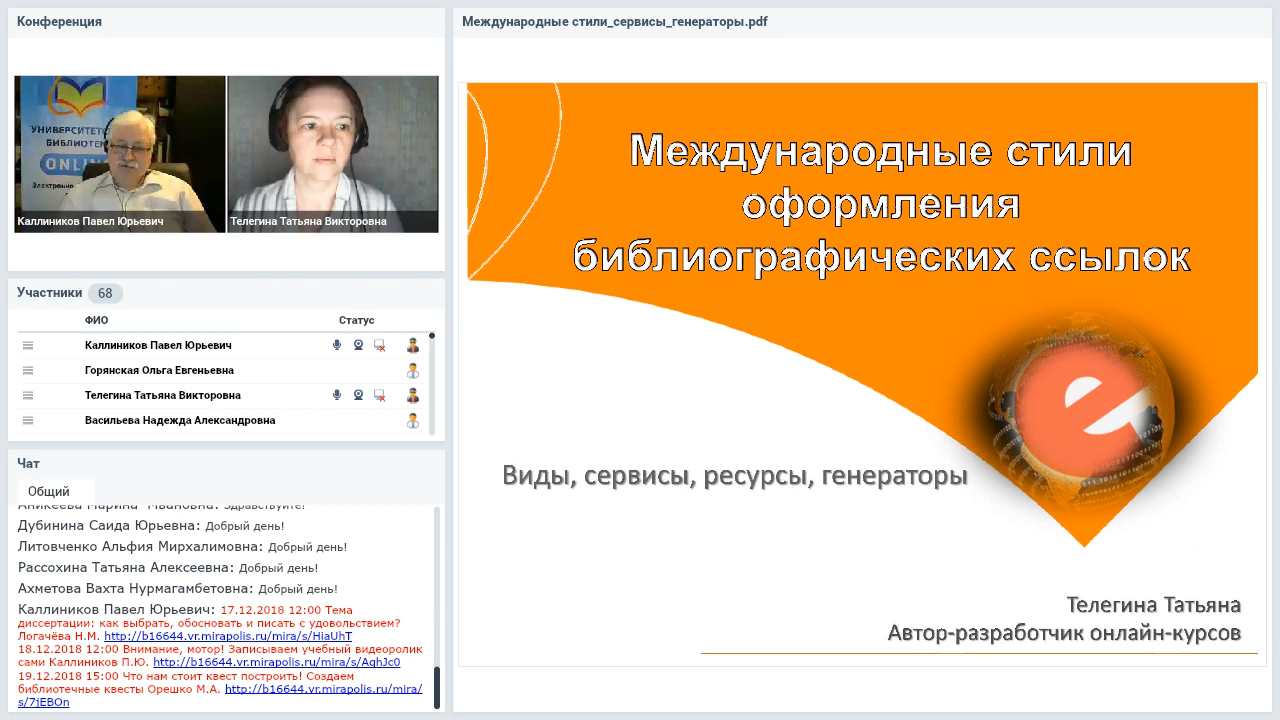 Конференция
УНИВЕРСИТЕТ
БИБЛИОТЕК
ONLIN
Электронно
Каллиников Павел Юрьевич
Телегина Татьяна Викторовна
Участники 68
ФИО Статус
Каллиников Павел Юрьевич
Горянская Ольга Евгеньевна
Телегина Татьяна Викторовна
Васильева Надежда Александровна
Чат
Общий
Дубинина Саида Юрьевна: Добрый день!
Литовченко Альфия Мирхалимовна: Добрый день!
Рассохина Татьяна Алексеевна: Добрый день!
Ахметова Вахта Нурмагамбетовна: Добрый день!
Каллиников Павел Юрьевич: 17.12.2018 12:00 Тема
диссертации: как выбрать, обосновать и писать с удовольствием?
Логачёва Н.М. http://b16644.vr.mirapolis.ru/mira/s/HiaUhT
18.12.2018 12:00 Внимание, мотор! Записываем учебный видеоролик
сами Каллиников П.Ю. http://b16644.vr.mirapolis.ru/mira/s/AqhJc0
19.12.2018 15:00 Что нам стоит квест построить! Создаем
библиотечные квесты Орешко М.А. http://b16644.vr.mirapolis.ru/mira/
s/7jEBOn
Международные стили_сервисы_генераторы.pdf
Международные стили
оформления
библиографических ссылок
Виды, сервисы, ресурсы, генераторы
Телегина Татьяна
Автор-разработчик онлайн-курсов